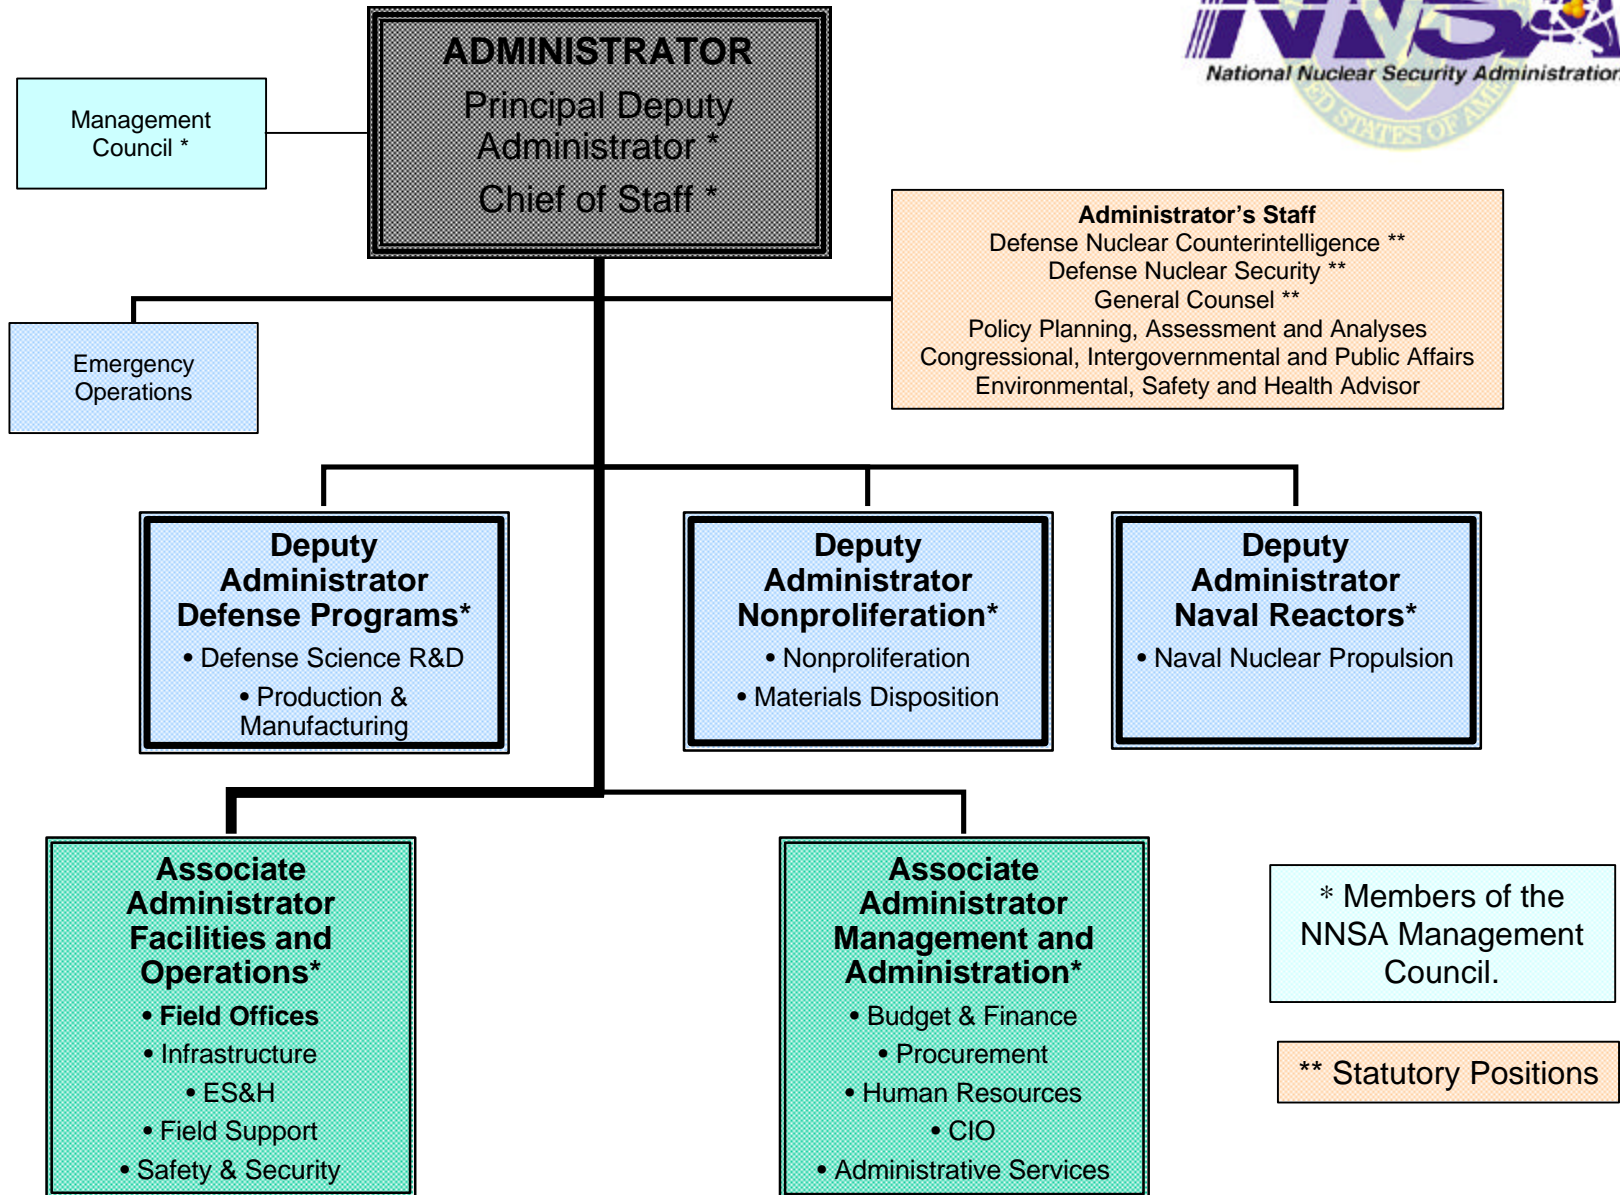 NNSA
National Nuclear Security Administration
STATES OF AME
ADMINISTRATOR
Principal Deputy
Administrator *
Chief of Staff *
Management
Council *
Administrator’s Staff
Defense Nuclear Counterintelligence **
Defense Nuclear Security **
General Counsel **
Policy Planning, Assessment and Analyses
Congressional, Intergovernmental and Public Affairs
Environmental, Safety and Health Advisor
Emergency
Operations
Deputy
Administrator
Defense Programs*
• Defense Science R&D
• Production &
Manufacturing
Deputy
Administrator
Nonproliferation*
• Nonproliferation
• Materials Disposition
Deputy
Administrator
Naval Reactors*
• Naval Nuclear Propulsion
Associate
Administrator
Facilities and
Operations*
• Field Offices
• Infrastructure
• ES&H
• Field Support
• Safety & Security
Associate
Administrator
Management and
Administration*
• Budget & Finance
• Procurement
• Human Resources
• CIO
• Administrative Services
* Members of the
NNSA Management
Council.
** Statutory Positions